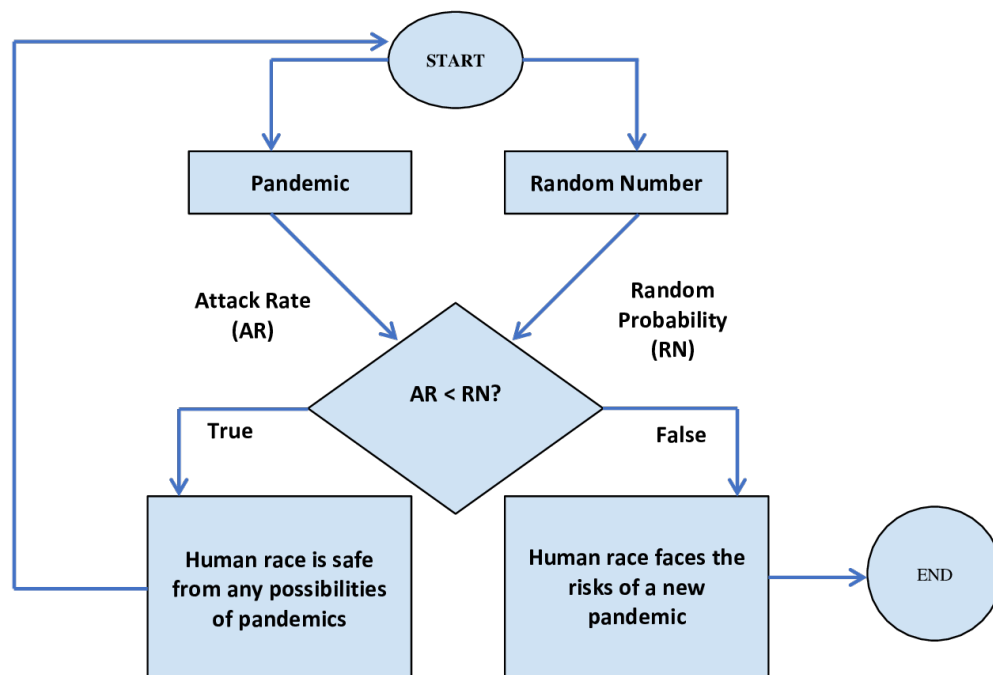 START
Pandemic
Random Number
Attack Rate
(AR)
Random
Probability
(RN)
AR < RN?
True
False
Human race is safe
from any possibilities
of pandemics
Human race faces the
risks of a new
pandemic
END